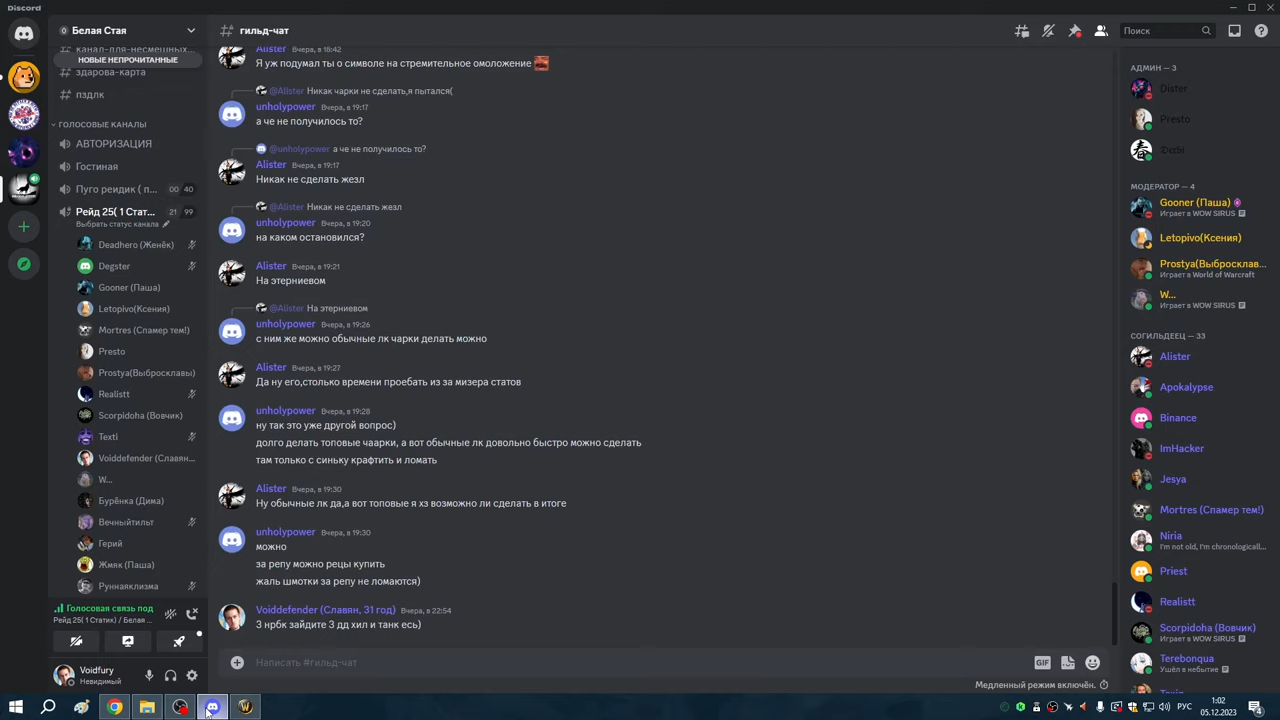 Discord
Белая Стая
канал-для-несмешных
НОВЫЕ НЕПРОЧИТАННЫЕ
здарова-карта
пздлк
ГОЛОСОВЫЕ КАНАЛЫ
АВТОРИЗАЦИЯ
Гостиная
Пуго реидик ( п... 00 40
Рейд 25( 1 Стат... 21 99
Выбрать статус канала
Deadhero (Женёк)
Degster
Gooner (Паша)
Letopivo(Ксения)
Mortres (Спамер тем!)
Presto
Prostya(Выбросклавы)
Realistt
Scorpidoha (Вовчик)
Texti
Voiddefender (Славян...
W...
Бурёнка (Дима)
Вечныйтильт
Герий
Жмяк (Паша)
Руннаяклизма
Голосовая связь под
Рейд 25( 1 Статик) / Белая ...
Voidfury
Невидимый
гильд-чат
Поиск
Alister Вчера, в 18:42
Я уж подумал ты о символе на стремительное омоложение
@Alister Никак чарки не сделать,я пытался(
unholypower Вчера, в 19:17
а че не получилось то?
@unholypower а че не получилось то?
Alister Вчера, в 19:17
Никак не сделать жезл
@Alister Никак не сделать жезл
unholypower Вчера, в 19:20
на каком остановился?
Alister Вчера, в 19:21
На этерниевом
@Alister На этерниевом
unholypower Вчера, в 19:26
с ним же можно обычные лк чарки делать можно
Alister Вчера, в 19:27
Да ну его,столько времени проебать из за мизера статов
unholypower Вчера, в 19:28
ну так это уже другой вопрос)
долго делать топовые чаарки, а вот обычные лк довольно быстро можно сделать
там только с синьку крафтить и ломать
Alister Вчера, в 19:30
Ну обычные лк да,а вот топовые я хз возможно ли сделать в итоге
unholypower Вчера, в 19:30
можно
за репу можно рецы купить
жаль шмотки за репу не ломаются)
Voiddefender (Славян, 31 год) Вчера, в 22:54
3 нрбк зайдите 3 дд хил и танк есь)
Написать #гильд-чат
GIF
Медленный режим включён.
АДМИН — 3
Dister
Presto
МОДЕРАТОР — 4
Gooner (Паша)
Играет в WOW SIRUS
Letopivo(Ксения)
Prostya(Выбросклав...
Играет в World of Warcraft
W...
Играет в WOW SIRUS
СОГИЛЬДЕЕЦ — 33
Alister
Apokalypse
Binance
ImHacker
Jesya
Mortres (Спамер тем!)
Niria
I'm not old, I'm chronologicall...
Priest
Realistt
Scorpidoha (Вовчик)
Играет в WOW SIRUS
Terebonqua
Ушёл в небытие
РУС
1:02
05.12.2023